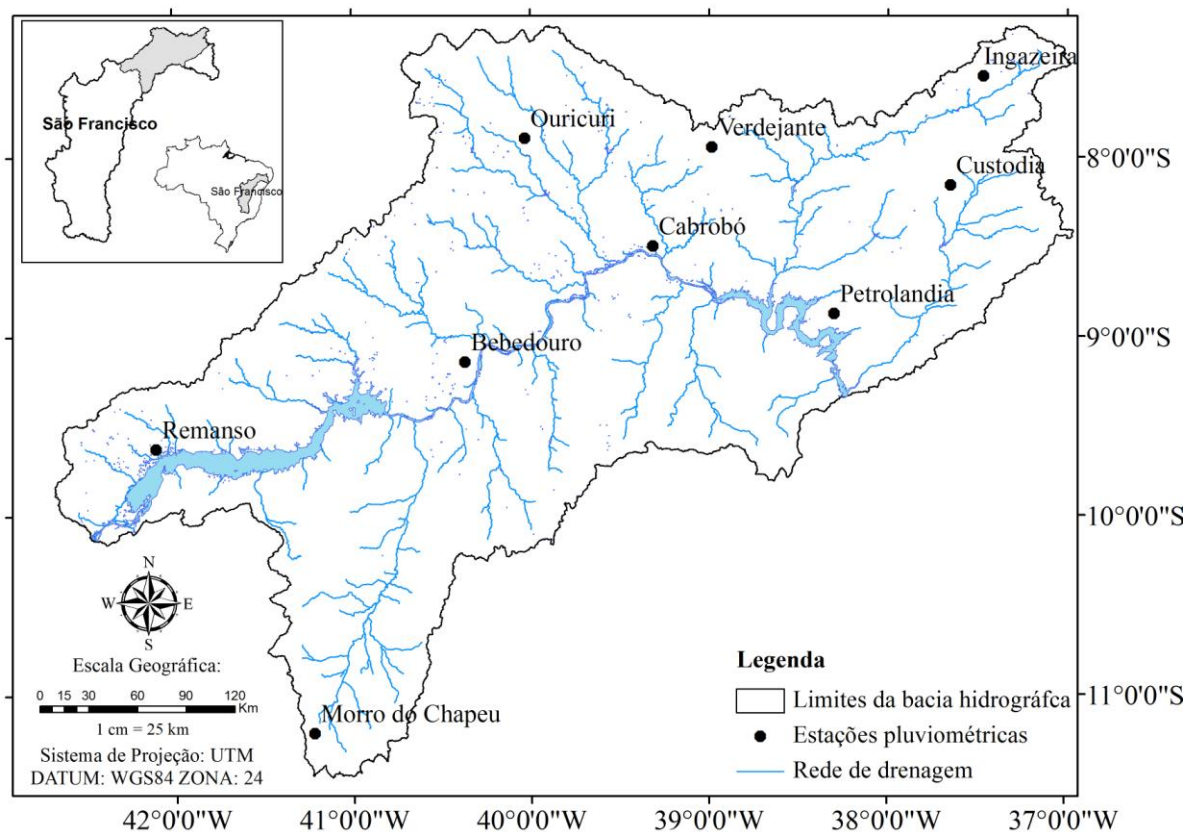 São Francisco
São Francisco
Ingazeira
Ouricuri
Verdejante
Custodia
8°0'0"S
Cabrobó
Petrolandia
9°0'0"S
Bebedouro
Remanso
10°0'0"S
N
W E
S
Escala Geográfica:
0 15 30 60 90 120
Km
1 cm = 25 km
Sistema de Projeção: UTM
DATUM: WGS84 ZONA: 24
Morro do Chapeu
Legenda
Limites da bacia hidrográfca
Estações pluviométricas
Rede de drenagem
11°0'0"S
42°0'0"W 41°0'0"W 40°0'0"W 39°0'0"W 38°0'0"W 37°0'0"W